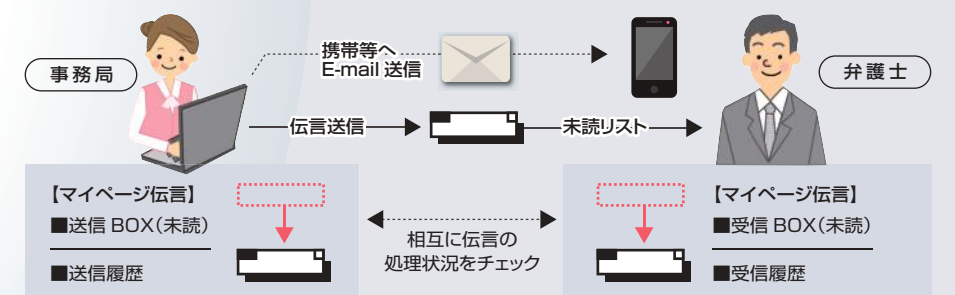 事務局
携帯等へ
E-mail 送信
弁護士
伝言送信
未読リスト
【マイページ伝言】
■送信 BOX(未読)
■送信履歴
相互に伝言の
処理状況をチェック
【マイページ伝言】
■受信 BOX(未読)
■受信履歴